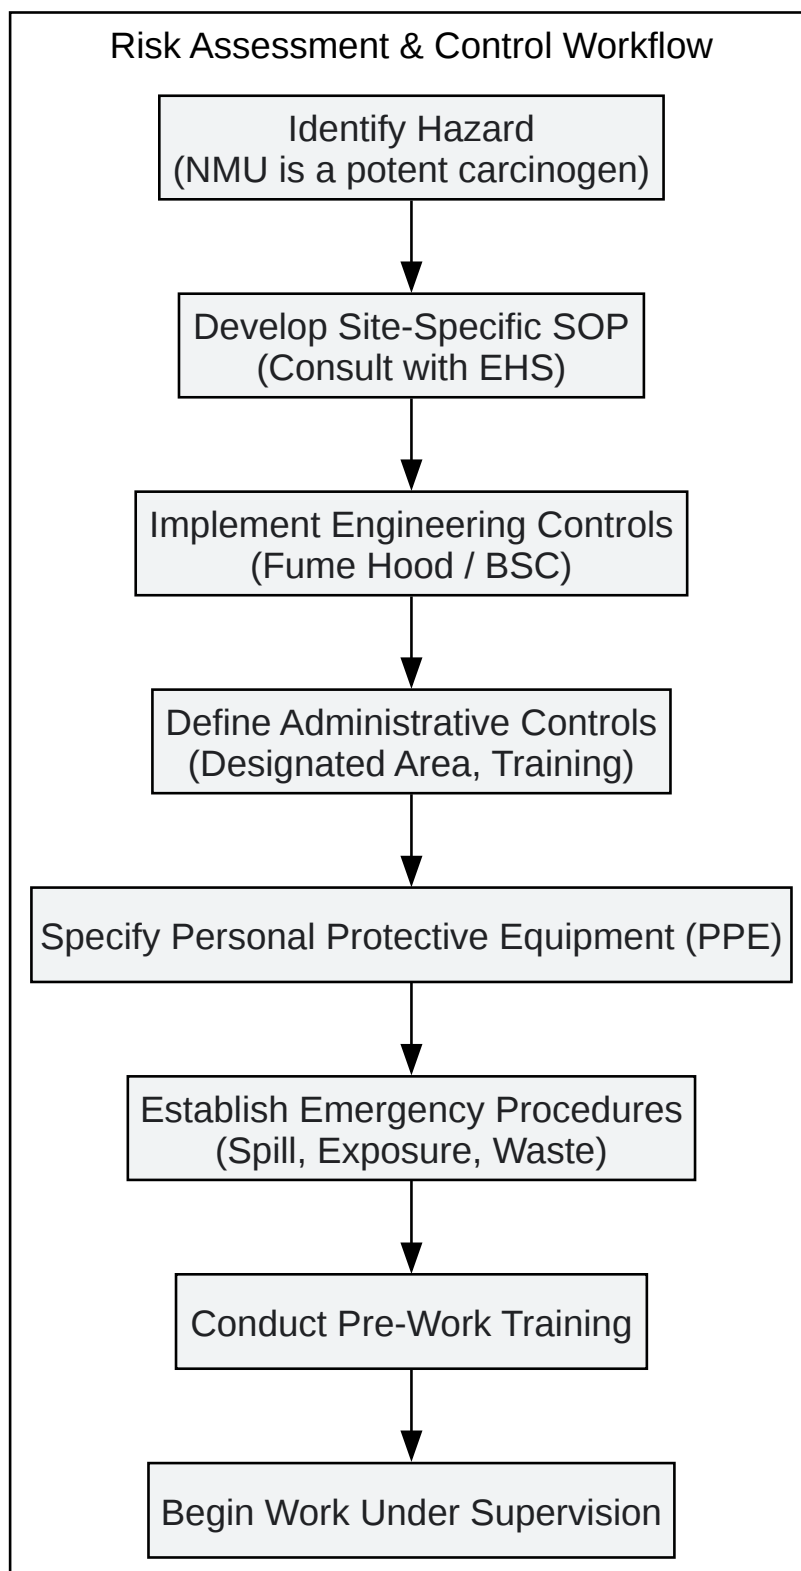 Risk Assessment & Control Workflow
Identify Hazard
(NMU is a potent carcinogen)
Develop Site-Specific SOP
(Consult with EHS)
Implement Engineering Controls
(Fume Hood / BSC)
Define Administrative Controls
(Designated Area, Training)
Specify Personal Protective Equipment (PPE)
Establish Emergency Procedures
(Spill, Exposure, Waste)
Conduct Pre-Work Training
Begin Work Under Supervision